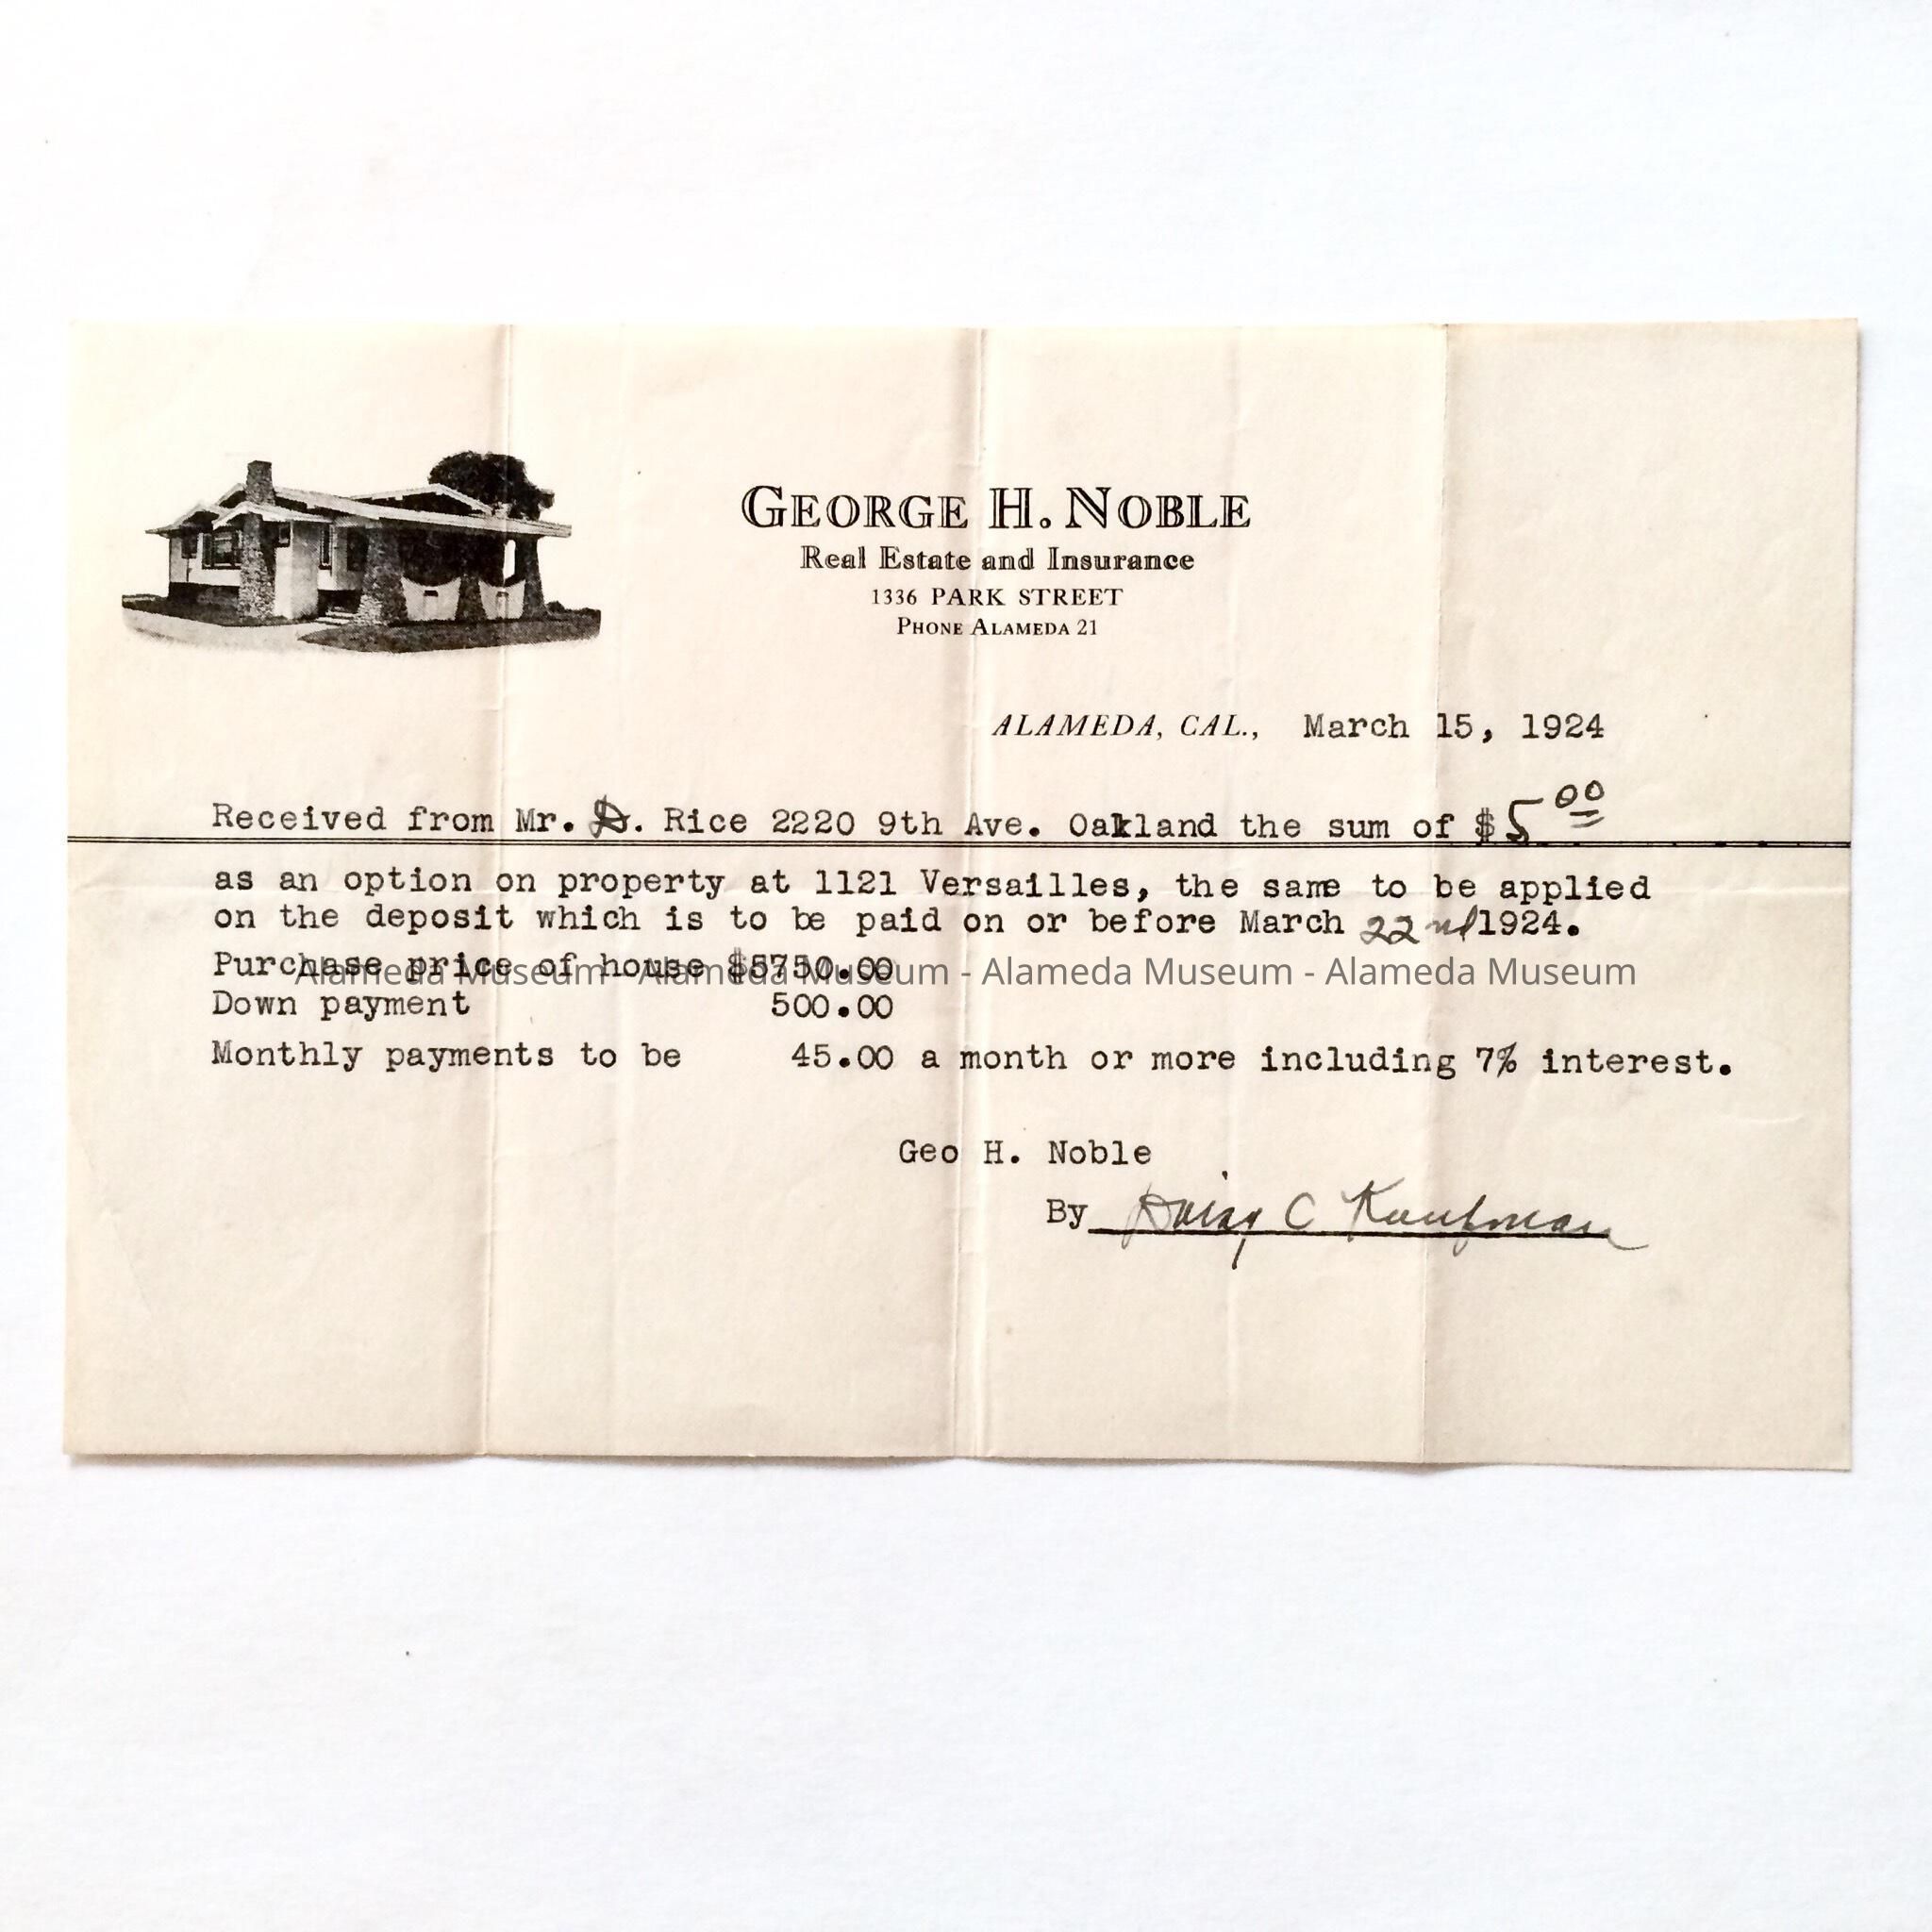 GEORGE H. NOBLE
Real Estate and Insurance
1336 PARK STREET
PHONE ALAMEDA 21
ALAMEDA, CAL., March 15, 1924
Received from Mr. D. Rice 2220 9th Ave. Oakland the sum of $5 00
as an option on property at 1121 Versailles, the same to be applied
on the deposit which is to be paid on or before March 22nd 1924.
Purchase price of house $5750.00
Alameda Museum - Alameda Museum - Alameda Museum - Alameda Museum
Down payment 500.00
Monthly payments to be 45.00 a month or more including 7% interest.
Geo H. Noble
By Daisy C Kaufman